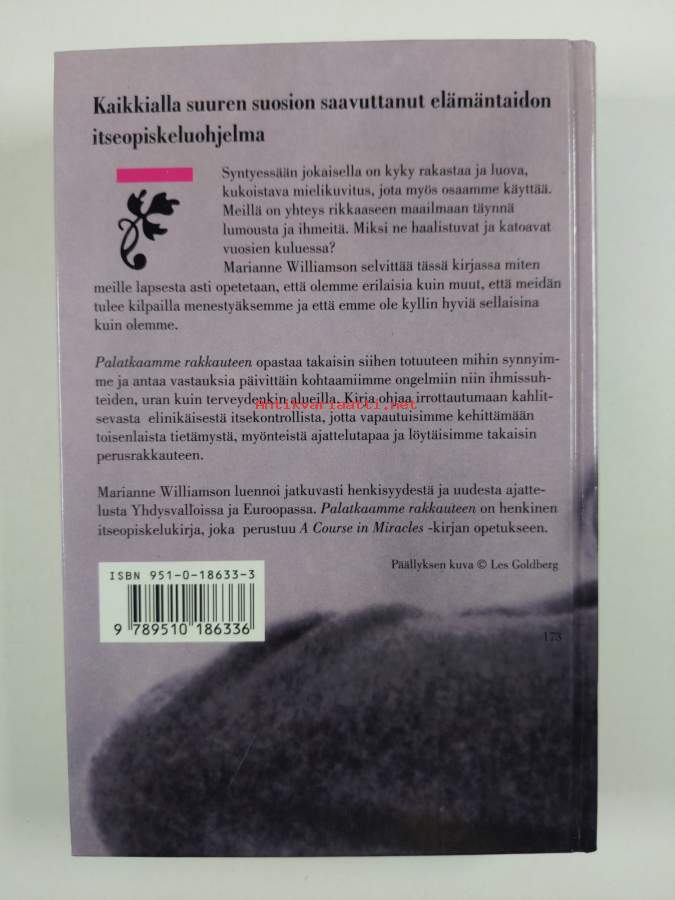 Kaikkialla suuren suosion saavuttanut elämäntaidon
itseopiskeluohjelma
Syntyessään jokaisella on kyky rakastaa ja luova,
kukoistava mielikuvitus, jota myös osaamme käyttää.
Meillä on yhteys rikkaaseen maailmaan täynnä
lumousta ja ihmeitä. Miksi ne haalistuvat ja katoavat
vuosien kuluessa?
Marianne Williamson selvittää tässä kirjassa miten
meille lapsesta asti opetetaan, että olemme erilaisia kuin muut, että meidän
tulee kilpailla menestyäksemme ja että emme ole kyllin hyviä sellaisina
kuin olemme.
Palatkaamme rakkauteen opastaa takaisin siihen totuuteen mihin synnyim-
me ja antaa vastauksia päivittäin kohtaamiimme ongelmiin niin ihmissuh-
teiden, uran kuin terveydenkin alueilla. Kirja ohjaa irrottautumaan kahlit-
Antikvariaatti.net
sevasta elinikäisestä itsekontrollista, jotta vapautuisimme kehittämään
toisenlaista tietämystä, myönteistä ajattelutapaa ja löytäisimme takaisin
perusrakkauteen.
Marianne Williamson luennoi jatkuvasti henkisyydestä ja uudesta ajatte-
lusta Yhdysvalloissa ja Euroopassa. Palatkaamme rakkauteen on henkinen
itseopiskelukirja, joka perustuu A Course in Miracles -kirjan opetukseen.
Päällyksen kuva © Les Goldberg
ISBN 951-0-18633-3
9 789510 186336
173